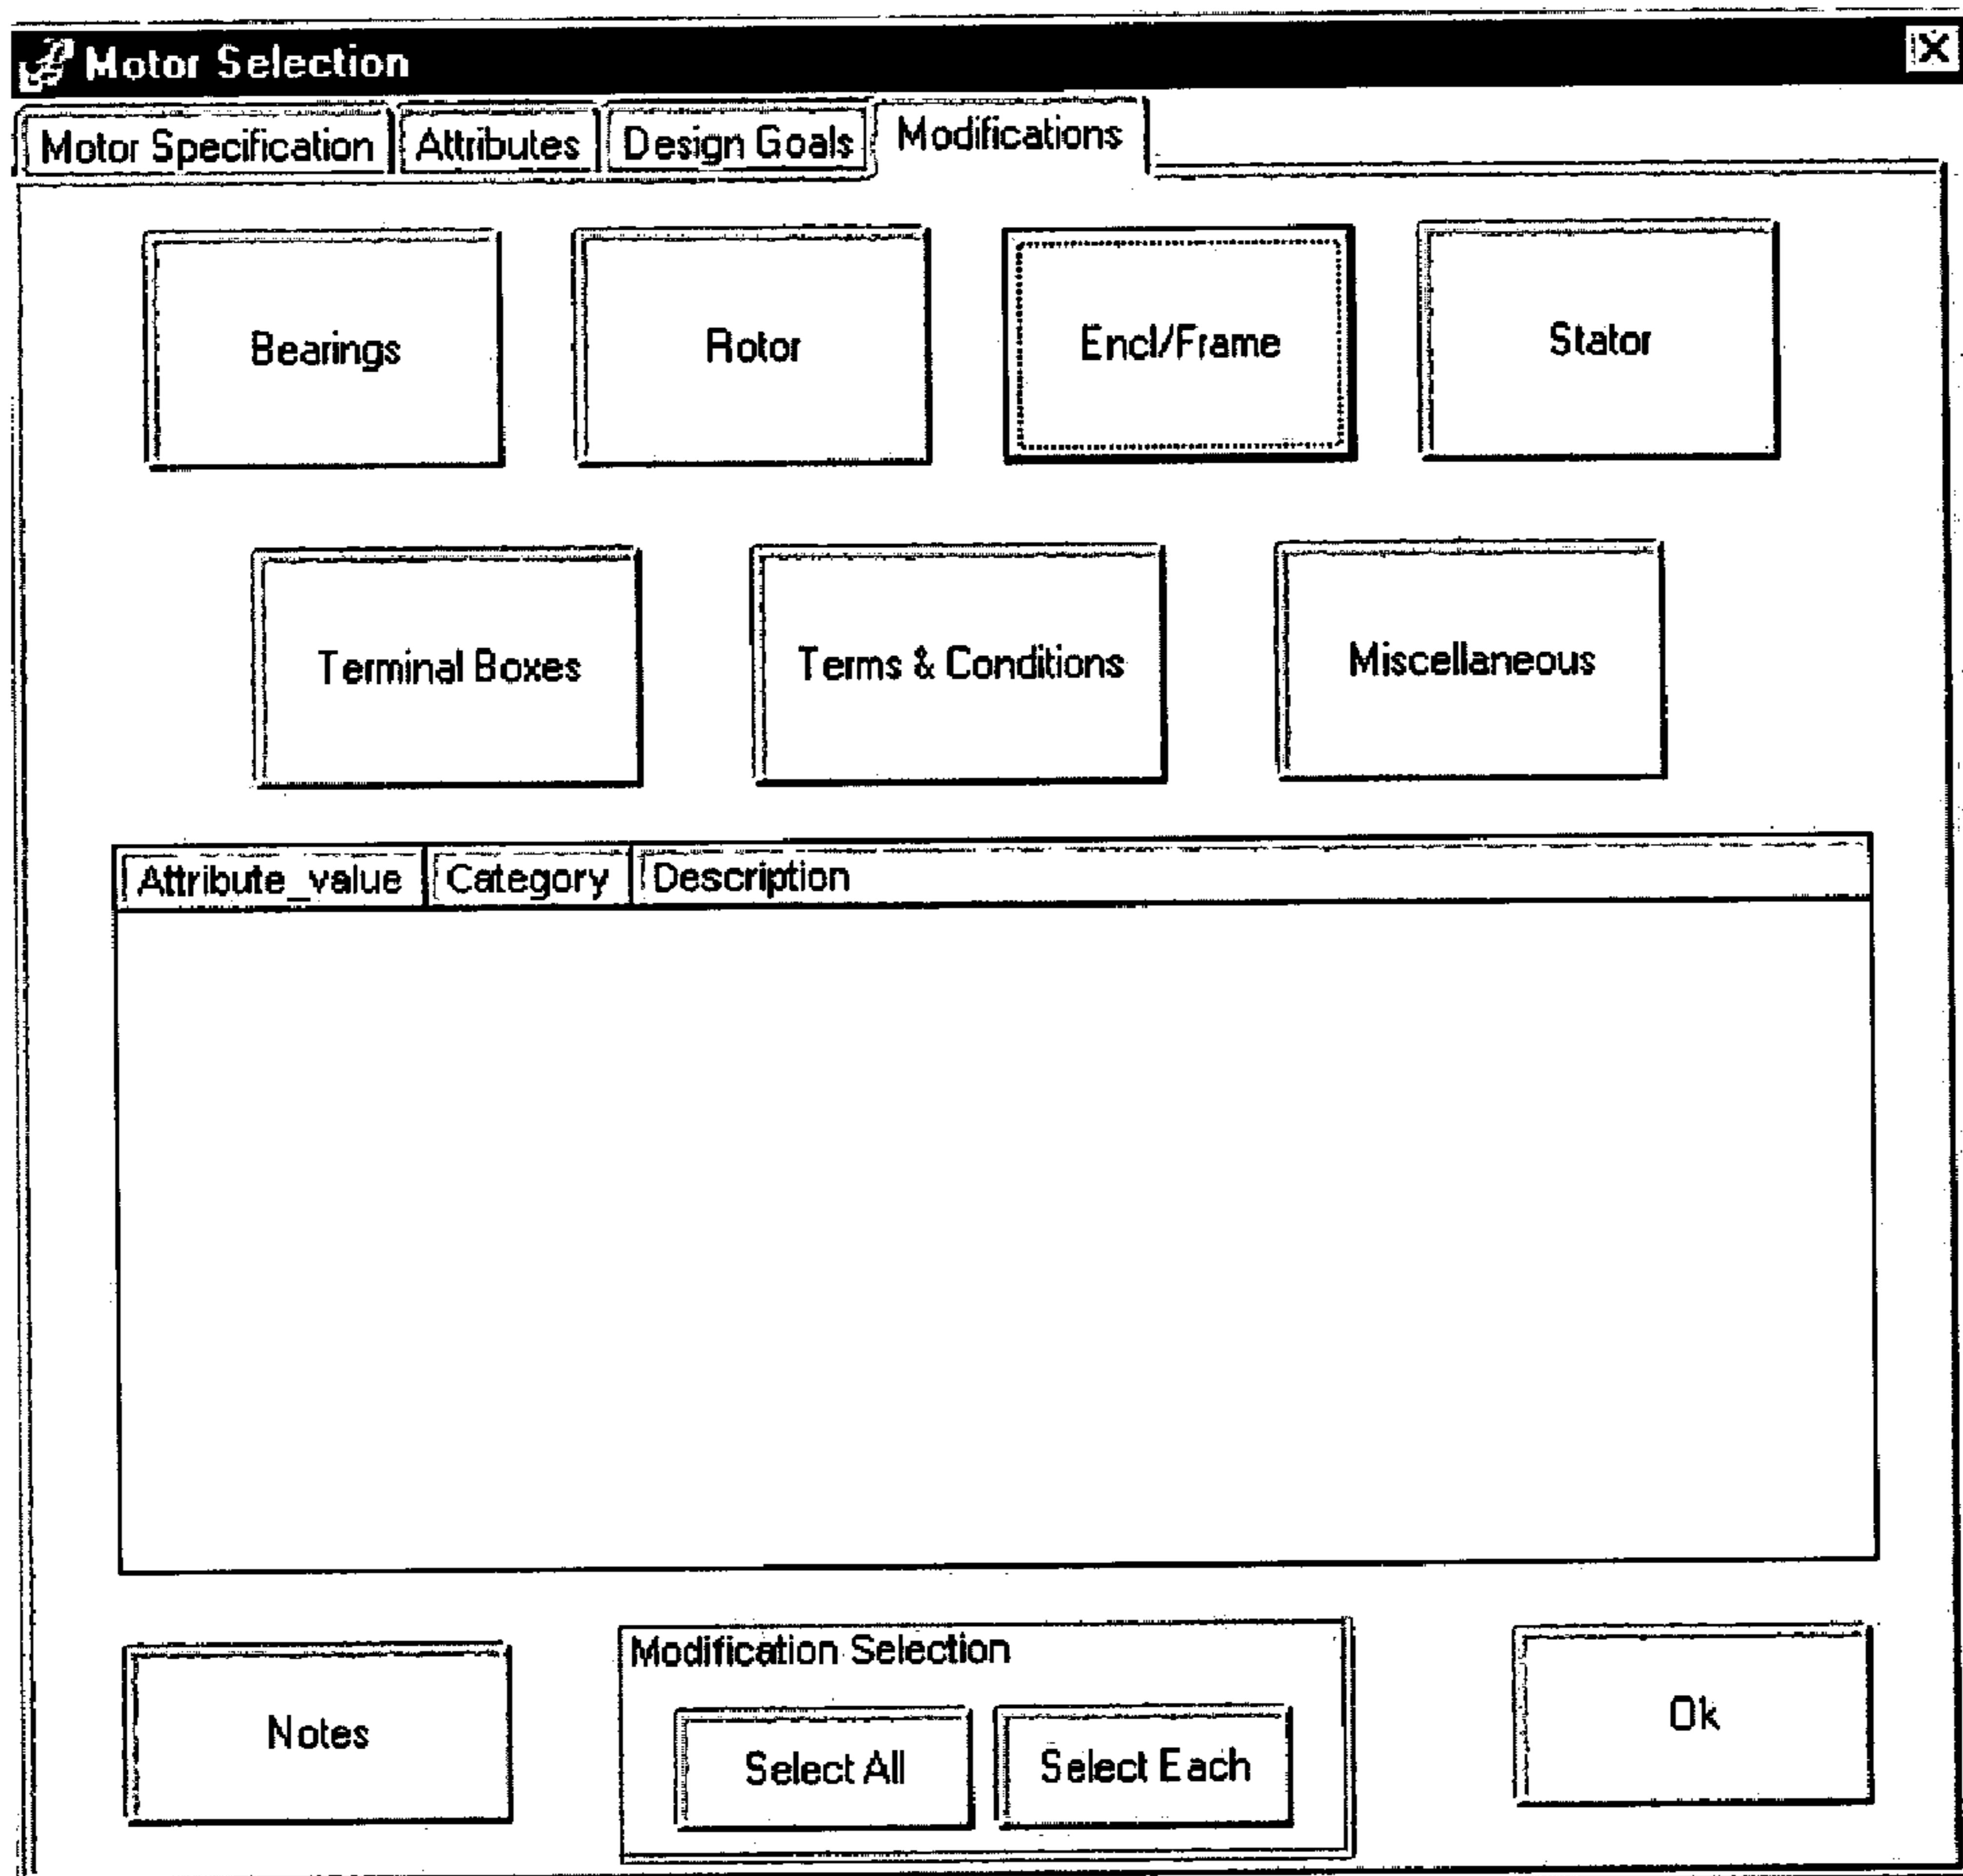 Motor Selection
Motor Specification Attributes Design Goals Modifications
Bearings Rotor Encl/Frame Stator
Terminal Boxes Terms & Conditions Miscellaneous
Attribute_value Category Description
Modification Selection
Notes Select All Select Each Ok